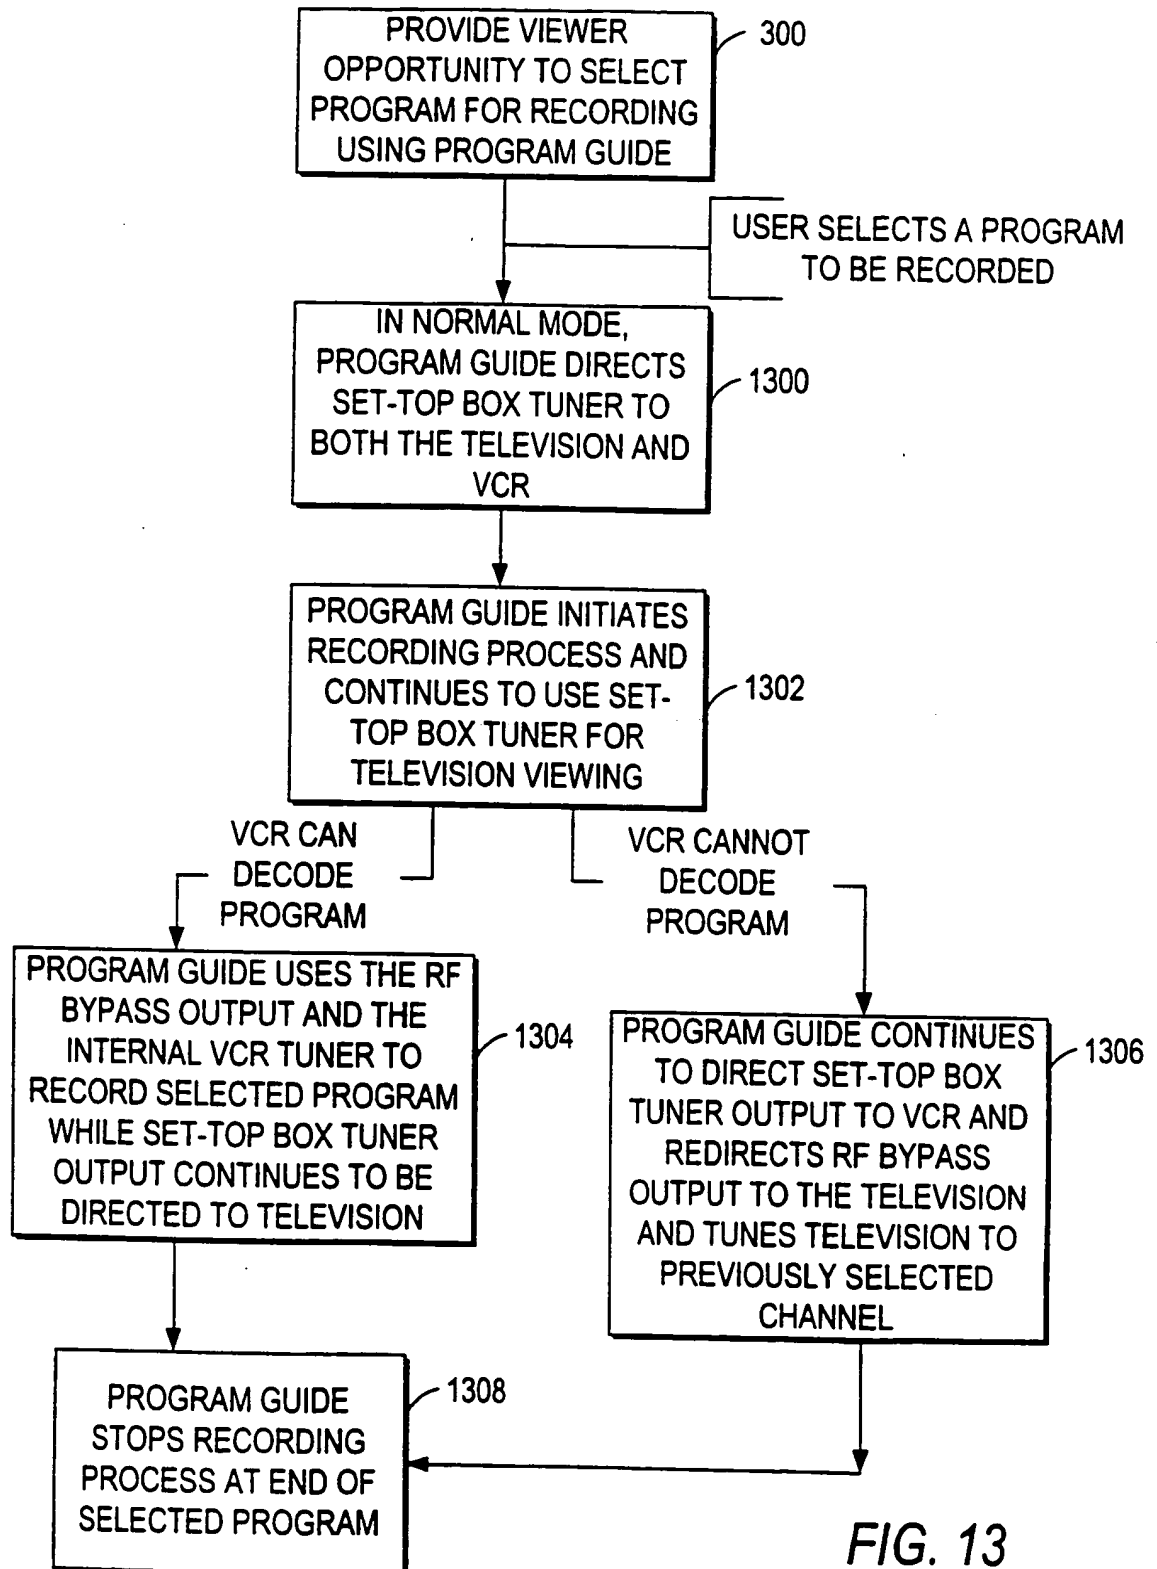 PROVIDE VIEWER
OPPORTUNITY TO SELECT
PROGRAM FOR RECORDING
USING PROGRAM GUIDE
300
USER SELECTS A PROGRAM
TO BE RECORDED
IN NORMAL MODE,
PROGRAM GUIDE DIRECTS
SET-TOP BOX TUNER TO
BOTH THE TELEVISION AND
VCR
1300
PROGRAM GUIDE INITIATES
RECORDING PROCESS AND
CONTINUES TO USE SET-
TOP BOX TUNER FOR
TELEVISION VIEWING
1302
VCR CAN
DECODE
PROGRAM
VCR CANNOT
DECODE
PROGRAM
PROGRAM GUIDE USES THE RF
BYPASS OUTPUT AND THE
INTERNAL VCR TUNER TO
RECORD SELECTED PROGRAM
WHILE SET-TOP BOX TUNER
OUTPUT CONTINUES TO BE
DIRECTED TO TELEVISION
1304
PROGRAM GUIDE CONTINUES
TO DIRECT SET-TOP BOX
TUNER OUTPUT TO VCR AND
REDIRECTS RF BYPASS
OUTPUT TO THE TELEVISION
AND TUNES TELEVISION TO
PREVIOUSLY SELECTED
CHANNEL
1306
PROGRAM GUIDE
STOPS RECORDING
PROCESS AT END OF
SELECTED PROGRAM
1308
FIG. 13